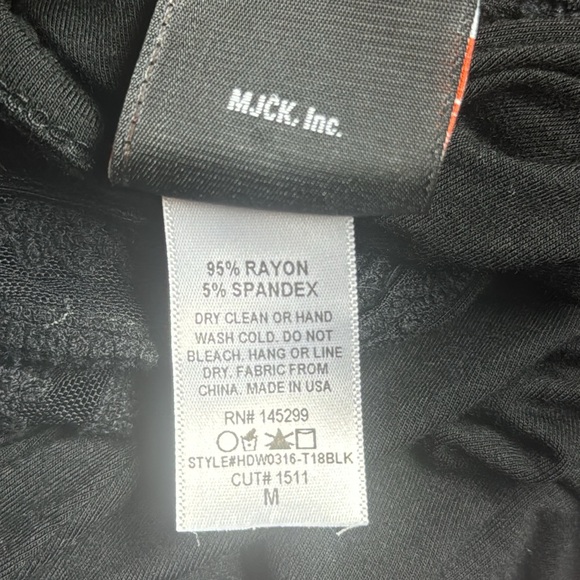 MJCK, Inc.
95% RAYON
5% SPANDEX
DRY CLEAN OR HAND
WASH COLD. DO NOT
BLEACH. HANG OR LINE
DRY. FABRIC FROM
CHINA. MADE IN USA
RN# 145299
STYLE#HDW0316-T18BLK
CUT# 1511
M